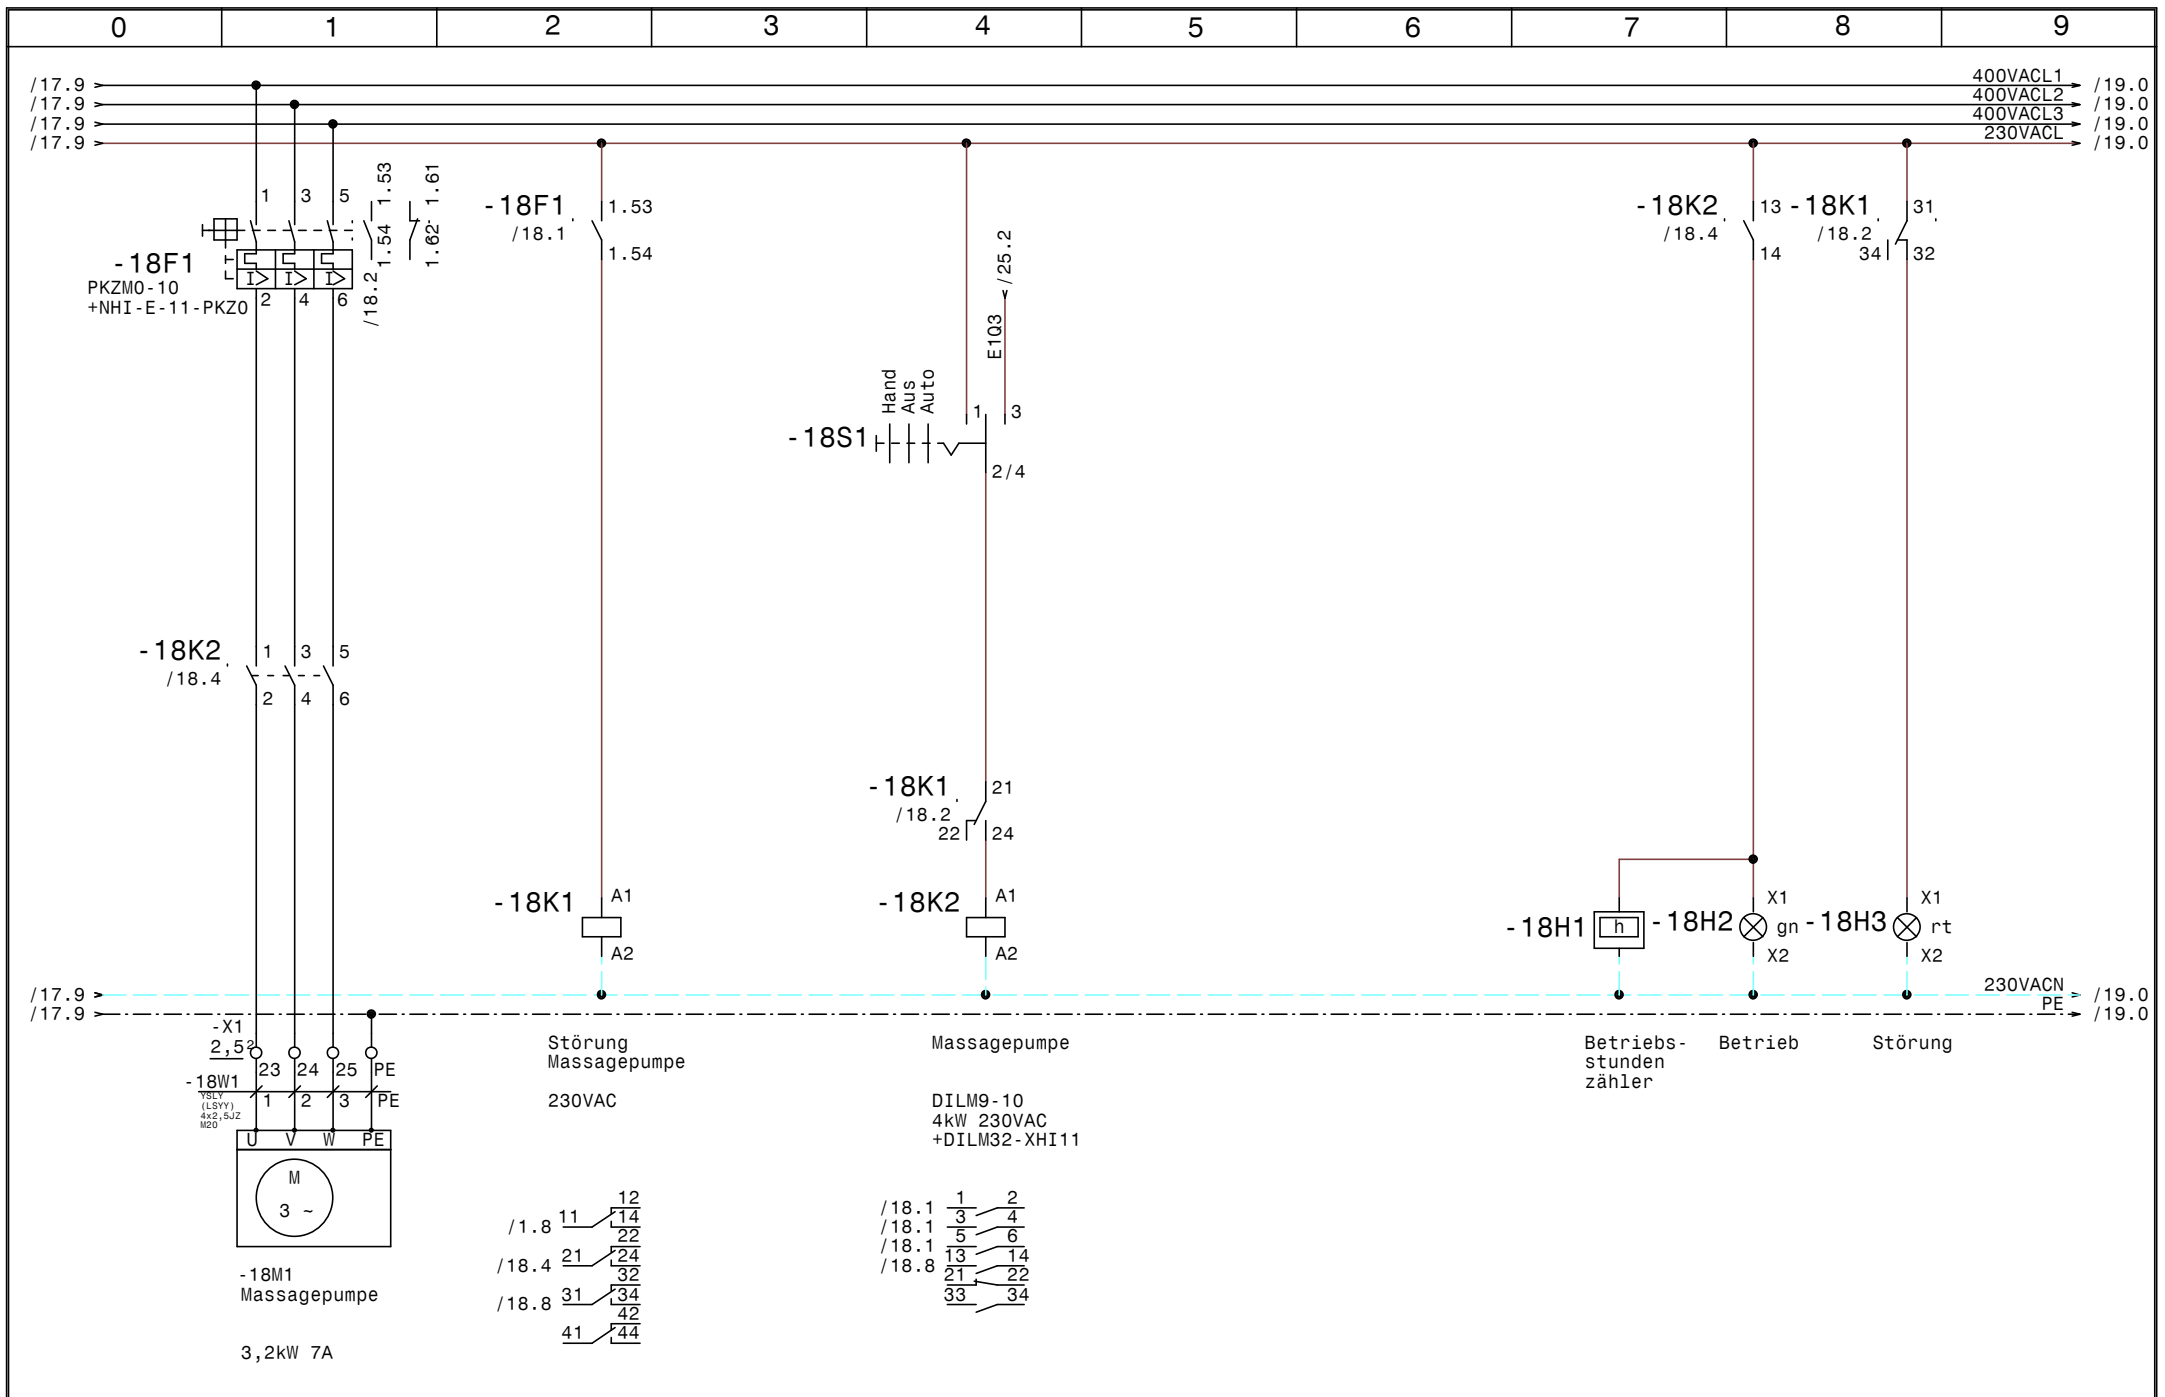 0 1 2 3 4 5 6 7 8 9
/17.9 400VACL1 /19.0
/17.9 400VACL2 /19.0
/17.9 400VACL3 /19.0
/17.9 230VACL /19.0
1 3 5
1.53
1.54
1.61
1.62
/18.2
-18F1
PKZM0-10
+NHI-E-11-PKZ0
2 4 6
-18F1
/18.1
1.53
1.54
/25.2
E1Q3
Hand
Aus
Auto
-18S1
1 3
2/4
-18K2
/18.4
13
14
-18K1
/18.2
31
34 32
-18K2
/18.4
1 3 5
2 4 6
-18K1
/18.2
21
22 24
-18K1
A1
A2
-18K2
A1
A2
-18H1
h
-18H2
X1
gn
X2
-18H3
X1
rt
X2
/17.9 230VACN /19.0
/17.9 PE /19.0
-X1
2,5²
23 24 25 PE
-18W1
YSLY
(LSYY)
4x2,5JZ
M20
1 2 3 PE
U V W PE
M
3 ~
-18M1
Massagepumpe
3,2kW 7A
Störung
Massagepumpe
230VAC
12
/1.8 11 14
22
/18.4 21 24
32
/18.8 31 34
42
41 44
Massagepumpe
DILM9-10
4kW 230VAC
+DILM32-XHI11
/18.1 1 2
/18.1 3 4
/18.1 5 6
/18.8 13 14
21 22
33 34
Betriebs-
stunden
zähler
Betrieb
Störung